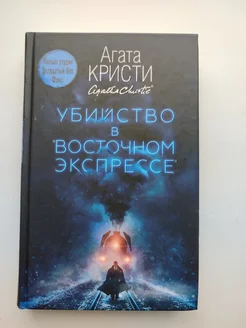 Агата
КРИСТИ
Agatha Christie
УБИЙСТВО
В
"ВОСТОЧНОМ
ЭКСПРЕССЕ"